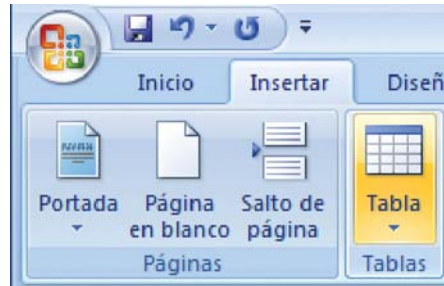 Inicio Insertar Diseñ
Portada Página en blanco Salto de página Tabla
Páginas Tablas